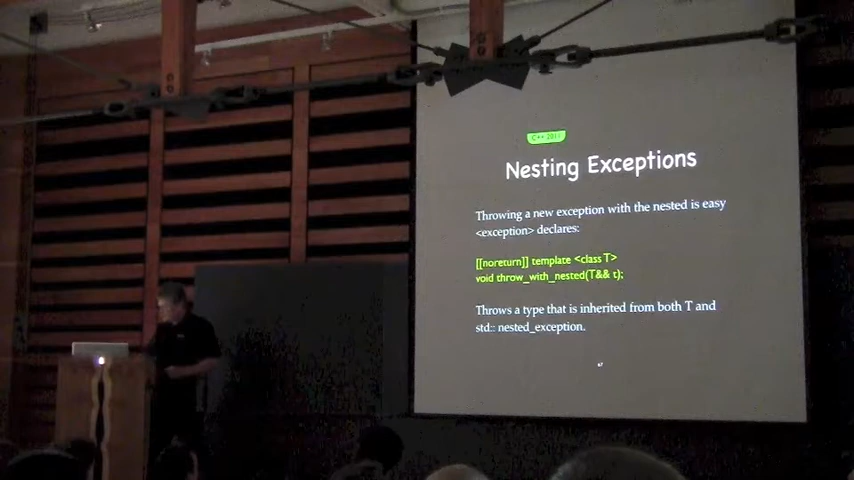 C++ 2011
Nesting Exceptions
Throwing a new exception with the nested is easy
<exception> declares:
[[noreturn]] template <class T>
void throw_with_nested(T&& t);
Throws a type that is inherited from both T and
std:: nested_exception.